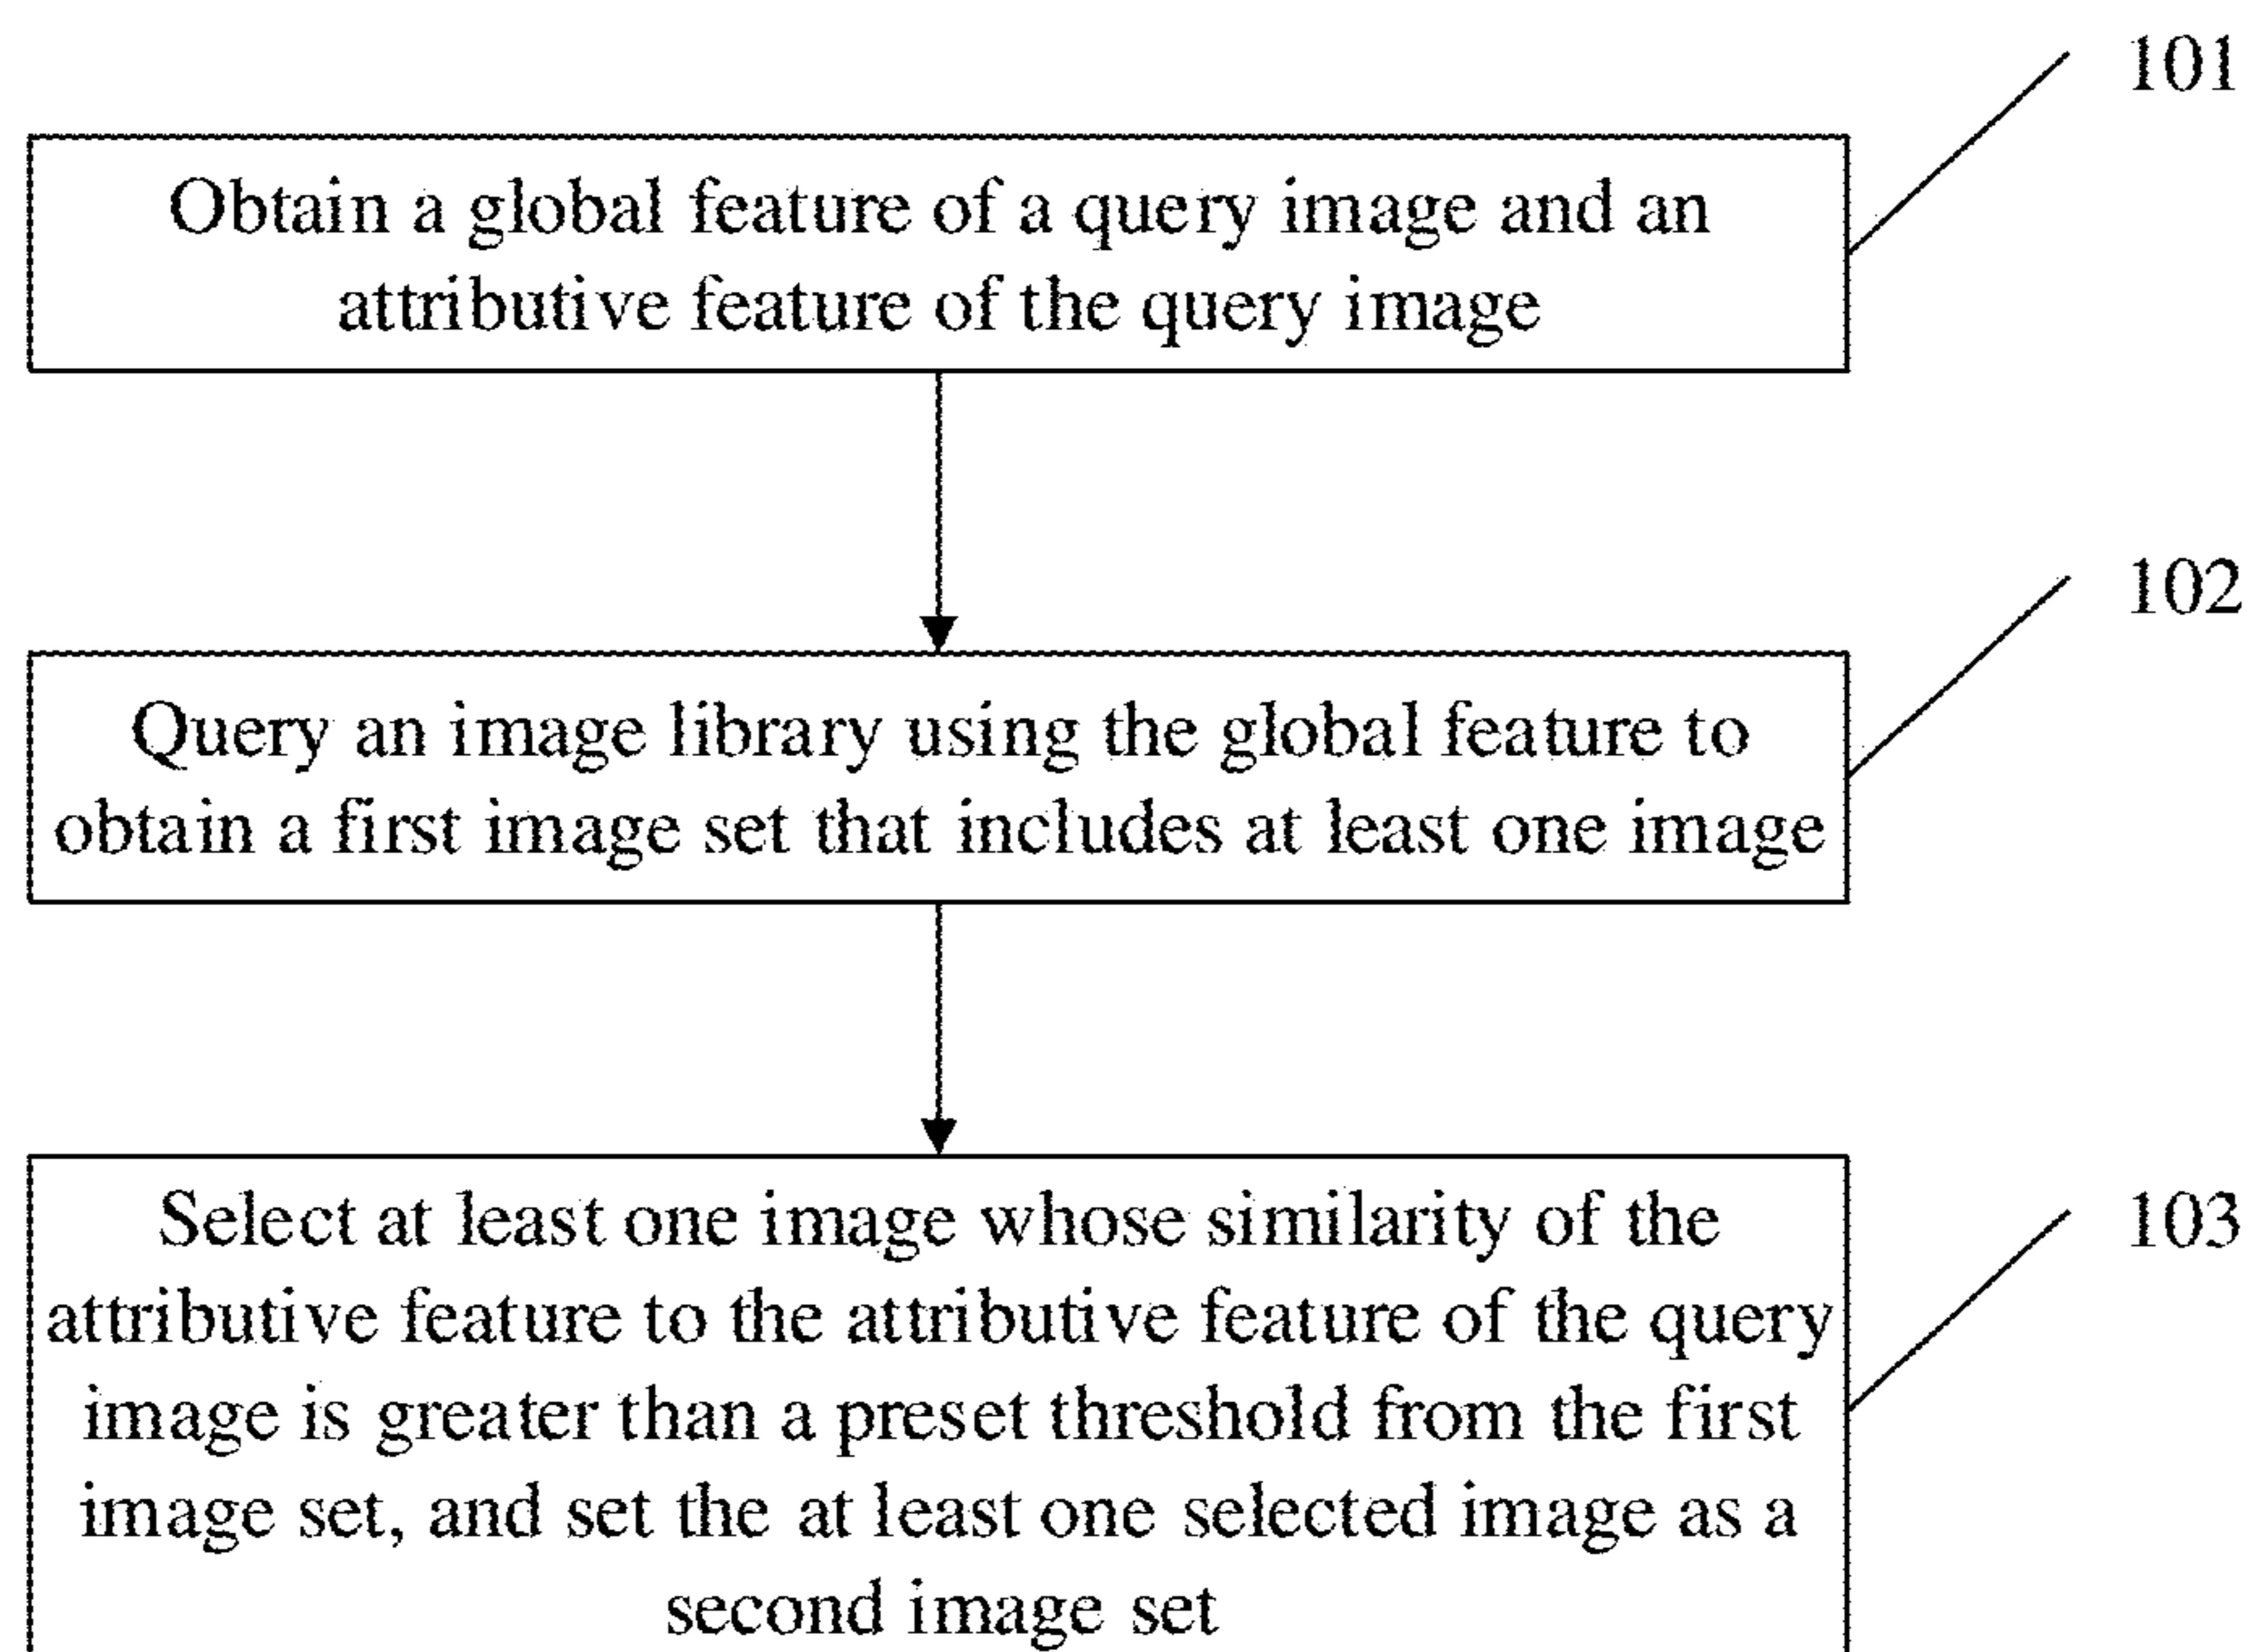 101
Obtain a global feature of a query image and an
attributive feature of the query image
102
Query an image library using the global feature to
obtain a first image set that includes at least one image
103
Select at least one image whose similarity of the
attributive feature to the attributive feature of the query
image is greater than a preset threshold from the first
image set, and set the at least one selected image as a
second image set